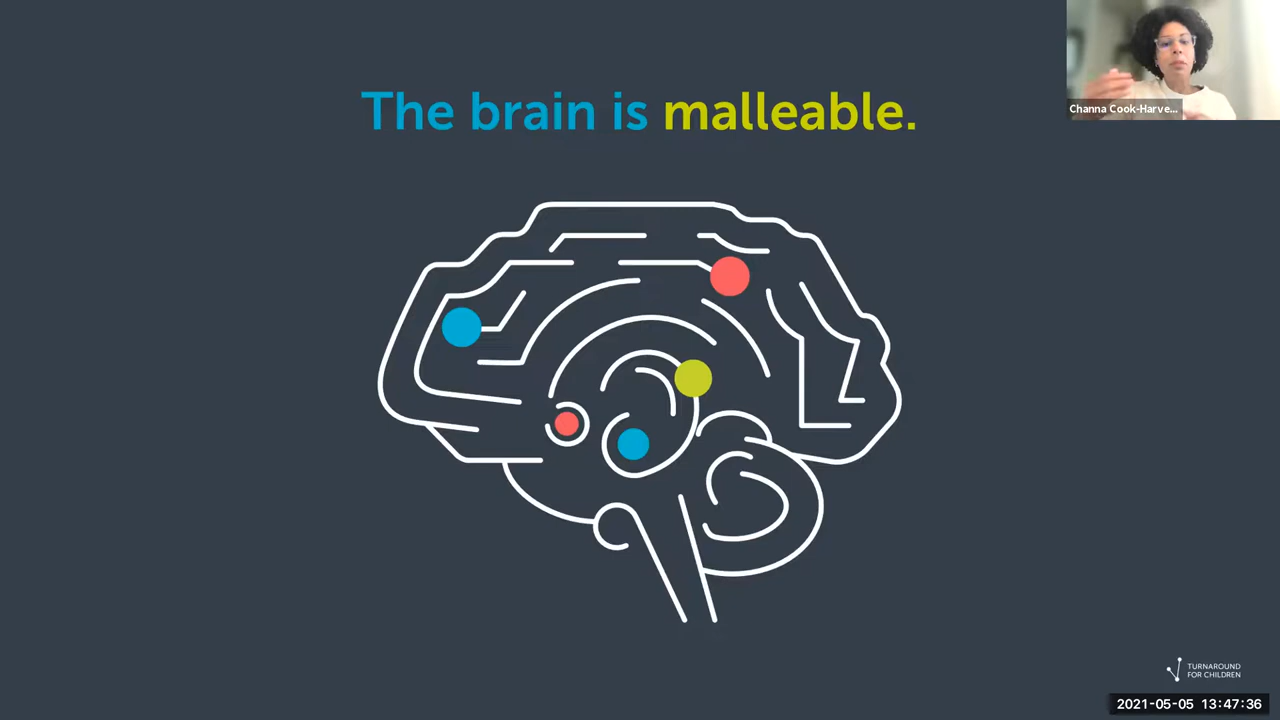 The brain is malleable.
Channa Cook-Harve...
TURNAROUND
FOR CHILDREN
2021-05-05 13:47:36